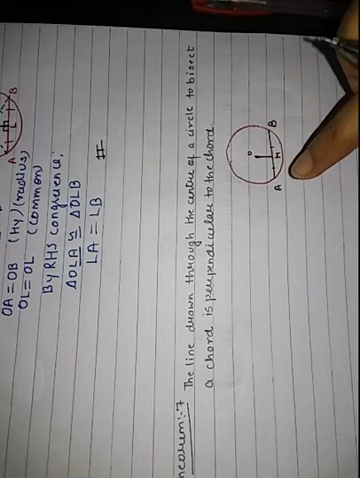 OA = OB (Hy) (radius)
OL = OL (common)
By RHS congruence,
ΔOLA ≅ ΔOLB
LA = LB
#
Theorem:-7 The line drawn through the centre of a circle to bisect
a chord is perpendicular to the chord.
A B
L
O
A M B